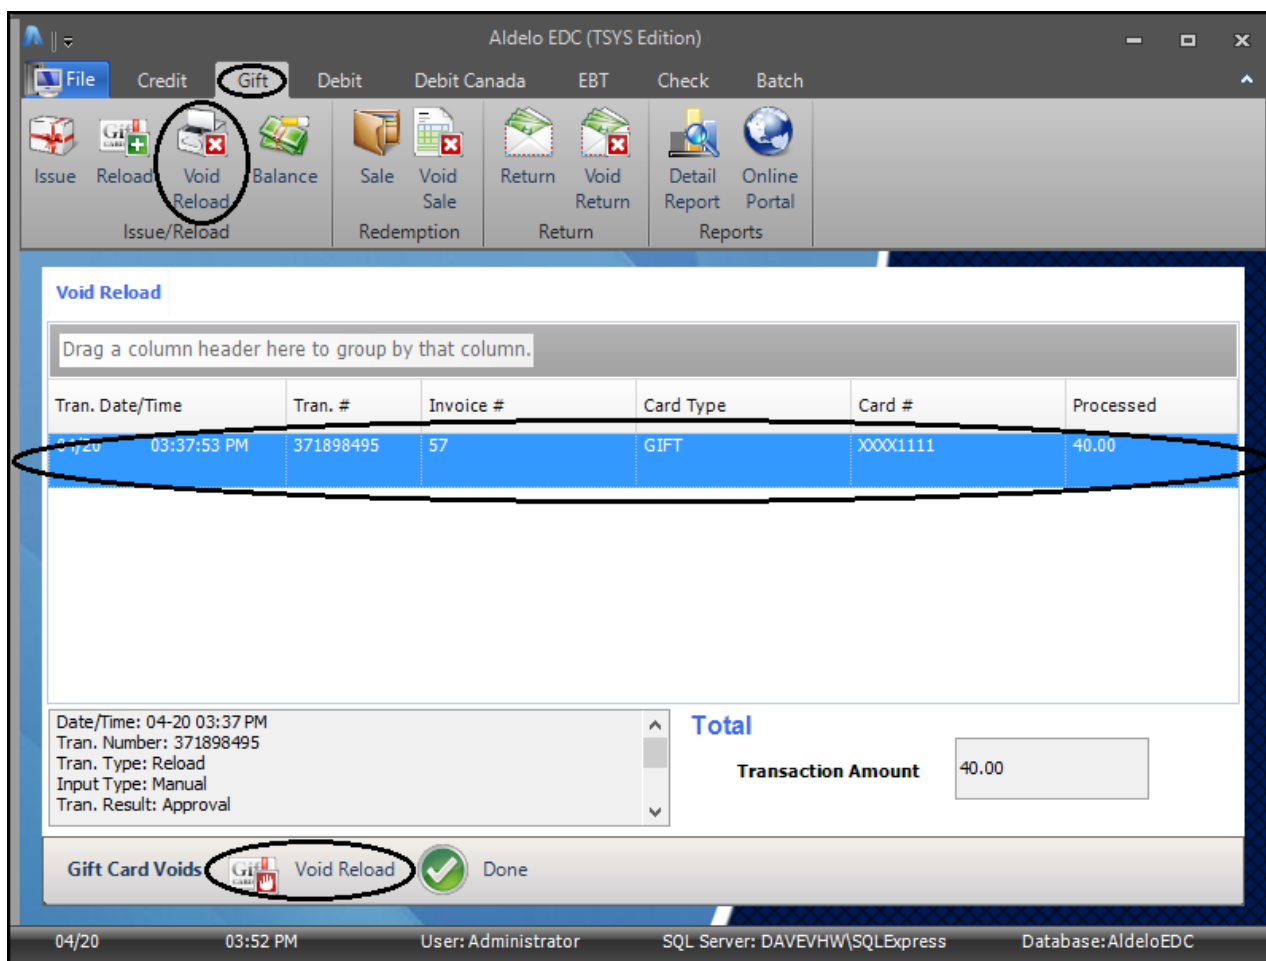 Aldelo EDC (TSYS Edition)
File Credit Gift Debit Debit Canada EBT Check Batch
Issue Reload Void Reload Balance Sale Void Sale Return Void Return Detail Report Online Portal
Issue/Reload Redemption Return Reports
Void Reload
Drag a column header here to group by that column.
Tran. Date/Time Tran. # Invoice # Card Type Card # Processed
04/20 03:37:53 PM 371898495 57 GIFT XXXX1111 40.00
Date/Time: 04-20 03:37 PM
Tran. Number: 371898495
Tran. Type: Reload
Input Type: Manual
Tran. Result: Approval
Total
Transaction Amount 40.00
Gift Card Voids Void Reload Done
04/20 03:52 PM User: Administrator SQL Server: DAVEVHW\SQLExpress Database: AldeloEDC